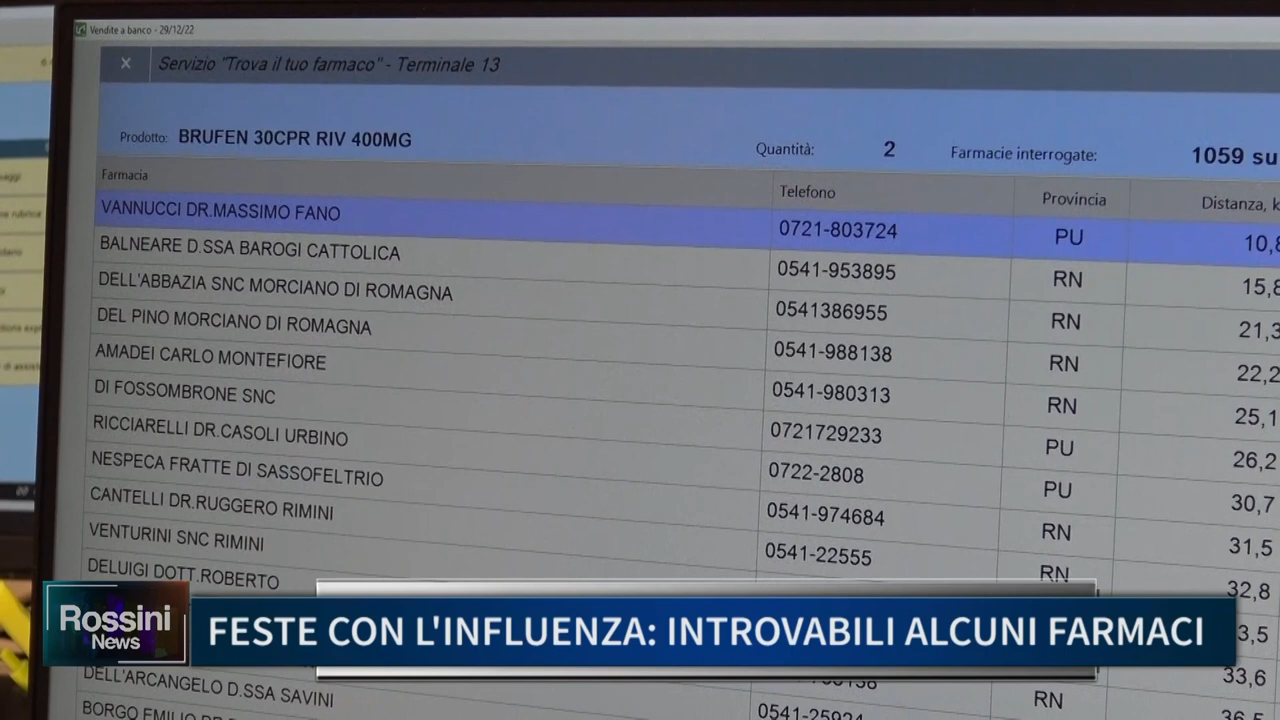 Vendite a banco - 29/12/22
X Servizio "Trova il tuo farmaco" - Terminale 13
Prodotto: BRUFEN 30CPR RIV 400MG Quantità: 2 Farmacie interrogate: 1059 su
Farmacia Telefono Provincia Distanza, k
VANNUCCI DR.MASSIMO FANO 0721-803724 PU 10,8
BALNEARE D.SSA BAROGI CATTOLICA 0541-953895 RN 15,8
DELL'ABBAZIA SNC MORCIANO DI ROMAGNA 0541386955 RN 21,3
DEL PINO MORCIANO DI ROMAGNA 0541-988138 RN 22,2
AMADEI CARLO MONTEFIORE 0541-980313 RN 25,1
DI FOSSOMBRONE SNC 0721729233 PU 26,2
RICCIARELLI DR.CASOLI URBINO 0722-2808 PU 30,7
NESPECA FRATTE DI SASSOFELTRIO 0541-974684 RN 31,5
CANTELLI DR.RUGGERO RIMINI 0541-22555 RN 32,8
VENTURINI SNC RIMINI
DELUIGI DOTT.ROBERTO
33,6
Rossini
News
FESTE CON L'INFLUENZA: INTROVABILI ALCUNI FARMACI
DELL'ARCANGELO D.SSA SAVINI RN
BORGO EMILIO 0541-25924